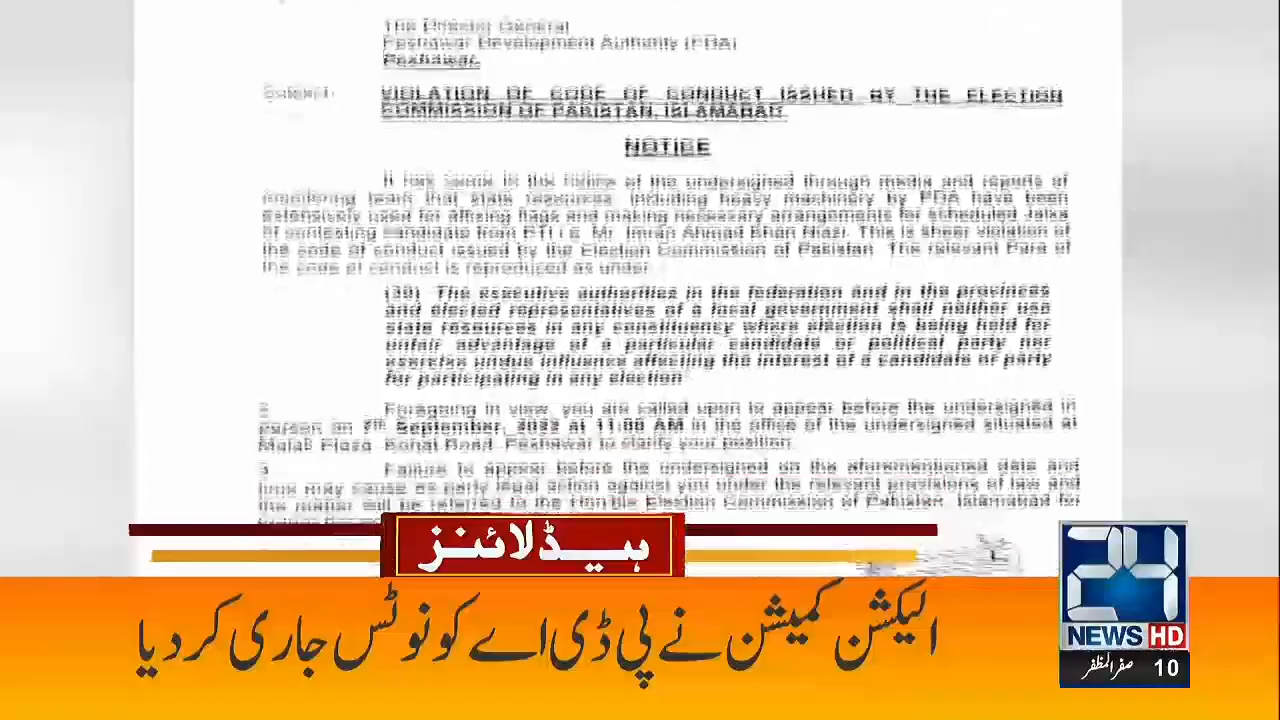 The Director General
Peshawar Development Authority (PDA)
Peshawar
Subject: VIOLATION OF CODE OF CONDUCT ISSUED BY THE ELECTION
COMMISSION OF PAKISTAN, ISLAMABAD
NOTICE
It has come to the notice of the undersigned through media and reports of
monitoring team that state resources, including heavy machinery by PDA have been
extensively used for affixing flags and making necessary arrangements for scheduled Jalsa
of contesting candidate from PTI i.e. Mr. Imran Ahmad Khan Niazi. This is sheer violation of
the code of conduct issued by the Election Commission of Pakistan. The relevant Para of
the code of conduct is reproduced as under
(30) The executive authorities in the federation and in the provinces
and elected representatives of a local government shall neither use
state resources in any constituency where election is being held for
unfair advantage of a particular candidate or political party nor
exercise undue influence affecting the interest of a candidate or party
for participating in any election
2 Foregoing in view, you are called upon to appear before the undersigned in
person on 7th September, 2022 at 11:00 AM in the office of the undersigned situated at
Plaza Kohat Road, Peshawar to clarify your position
3 Failure to appear before the undersigned on the aforementioned date and
time may cause ex-parte legal action against you under the relevant provisions of law and
the matter will be referred to the Hon'ble Election Commission of Pakistan, Islamabad for
ہیڈلائنز
الیکشن کمیشن نے پی ڈی اے کو نوٹس جاری کر دیا
24
NEWS HD
10 صفر المظفر